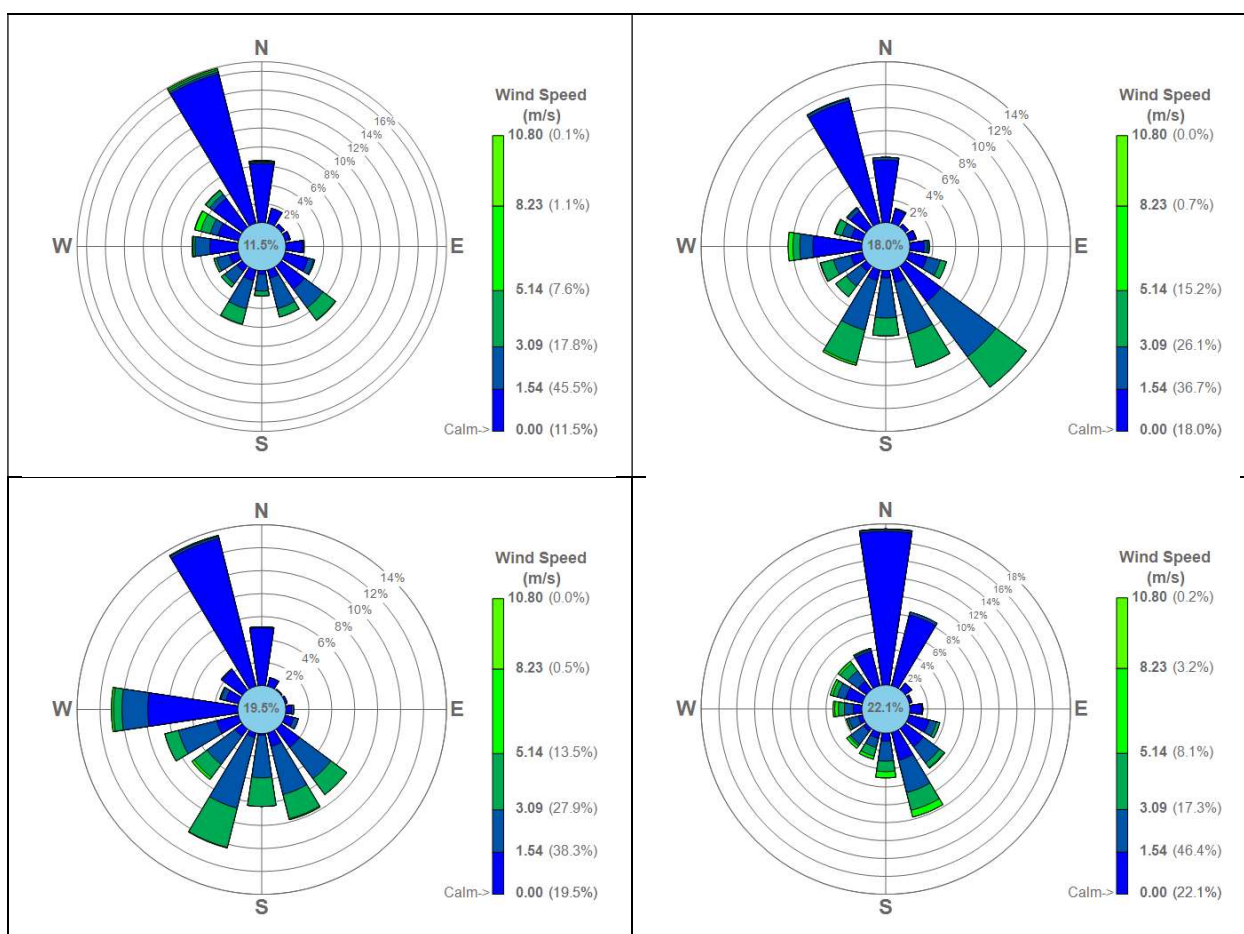 N
W
E
S
2%
4%
6%
8%
10%
12%
14%
16%
11.5%
Wind Speed
(m/s)
10.80 (0.1%)
8.23 (1.1%)
5.14 (7.6%)
3.09 (17.8%)
1.54 (45.5%)
Calm-> 0.00 (11.5%)
N
W
E
S
2%
4%
6%
8%
10%
12%
14%
18.0%
Wind Speed
(m/s)
10.80 (0.0%)
8.23 (0.7%)
5.14 (15.2%)
3.09 (26.1%)
1.54 (36.7%)
Calm-> 0.00 (18.0%)
N
W
E
S
2%
4%
6%
8%
10%
12%
14%
19.5%
Wind Speed
(m/s)
10.80 (0.0%)
8.23 (0.5%)
5.14 (13.5%)
3.09 (27.9%)
1.54 (38.3%)
Calm-> 0.00 (19.5%)
N
W
E
S
2%
4%
6%
8%
10%
12%
14%
16%
18%
22.1%
Wind Speed
(m/s)
10.80 (0.2%)
8.23 (3.2%)
5.14 (8.1%)
3.09 (17.3%)
1.54 (46.4%)
Calm-> 0.00 (22.1%)